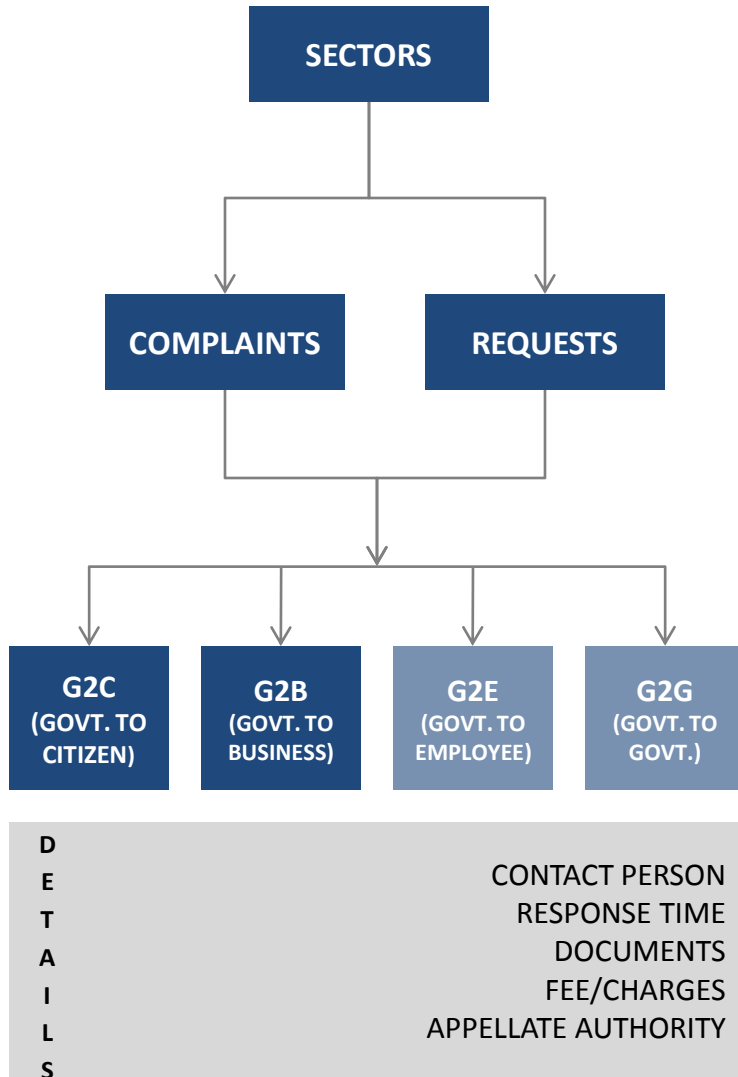 SECTORS
COMPLAINTS
REQUESTS
G2C
(GOVT. TO
CITIZEN)
G2B
(GOVT. TO
BUSINESS)
G2E
(GOVT. TO
EMPLOYEE)
G2G
(GOVT. TO
GOVT.)
D
E
T
A
I
L
S
CONTACT PERSON
RESPONSE TIME
DOCUMENTS
FEE/CHARGES
APPELLATE AUTHORITY